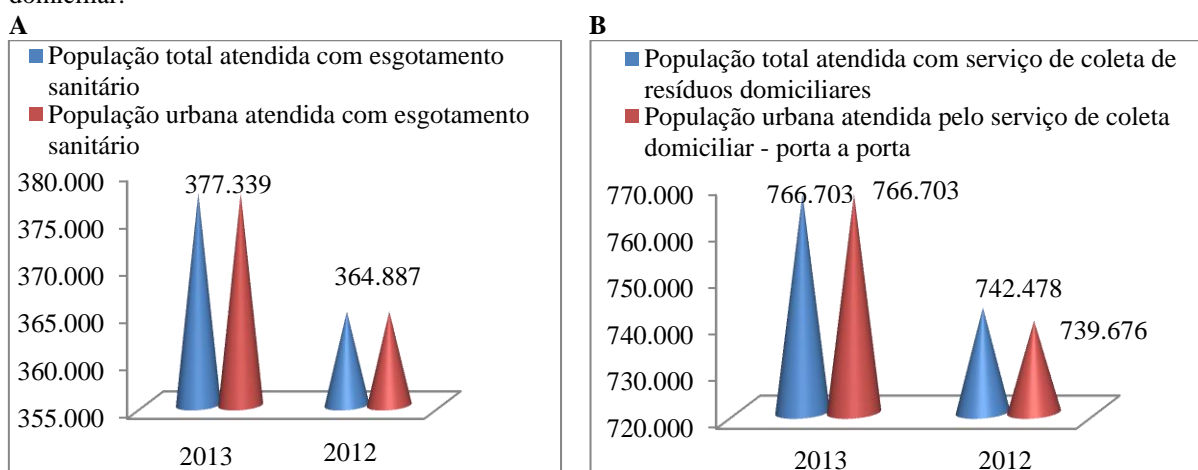 domiciliar.
A
População total atendida com esgotamento
sanitário
População urbana atendida com esgotamento
sanitário
380.000
375.000
370.000
365.000
360.000
355.000
377.339
364.887
2013
2012
B
População total atendida com serviço de coleta de
resíduos domiciliares
População urbana atendida pelo serviço de coleta
domiciliar - porta a porta
770.000
760.000
750.000
740.000
730.000
720.000
766.703
766.703
742.478
739.676
2013
2012